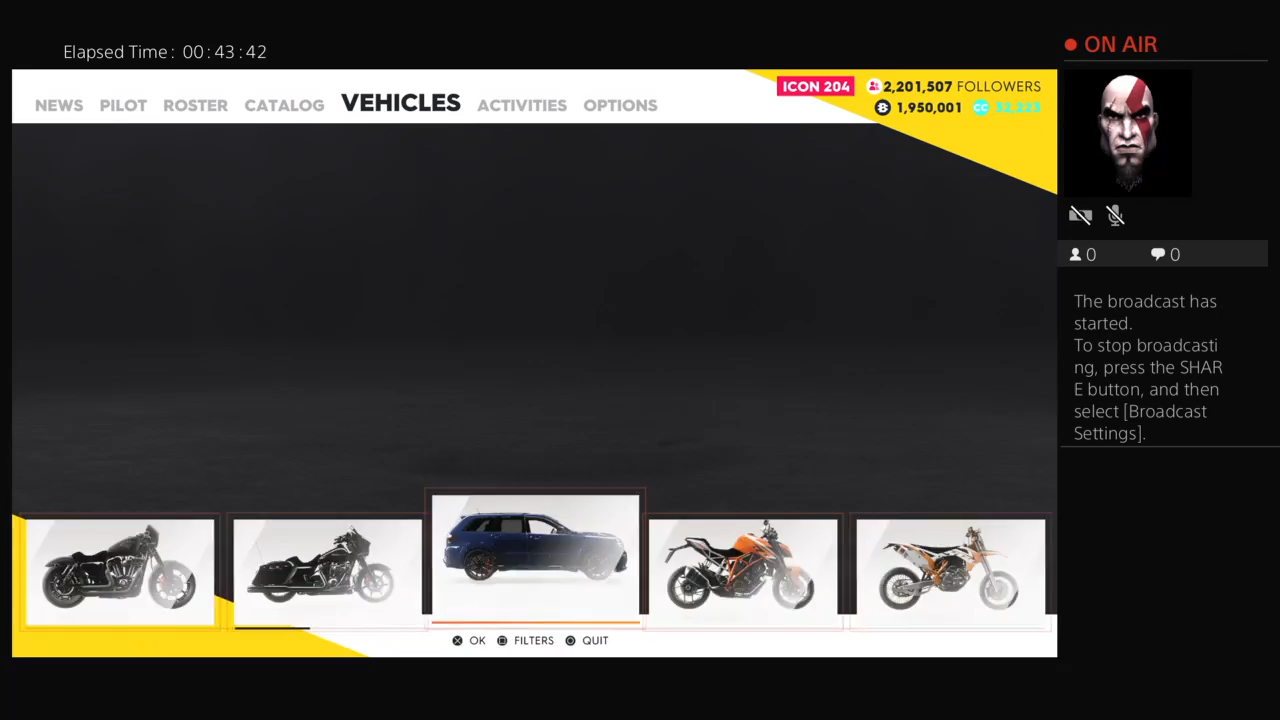 Elapsed Time: 00:43:42
ON AIR
NEWS PILOT ROSTER CATALOG VEHICLES ACTIVITIES OPTIONS
ICON 204 2,201,507 FOLLOWERS
1,950,001 CC
0 0
The broadcast has
started.
To stop broadcasti
ng, press the SHAR
E button, and then
select [Broadcast
Settings].
OK FILTERS QUIT